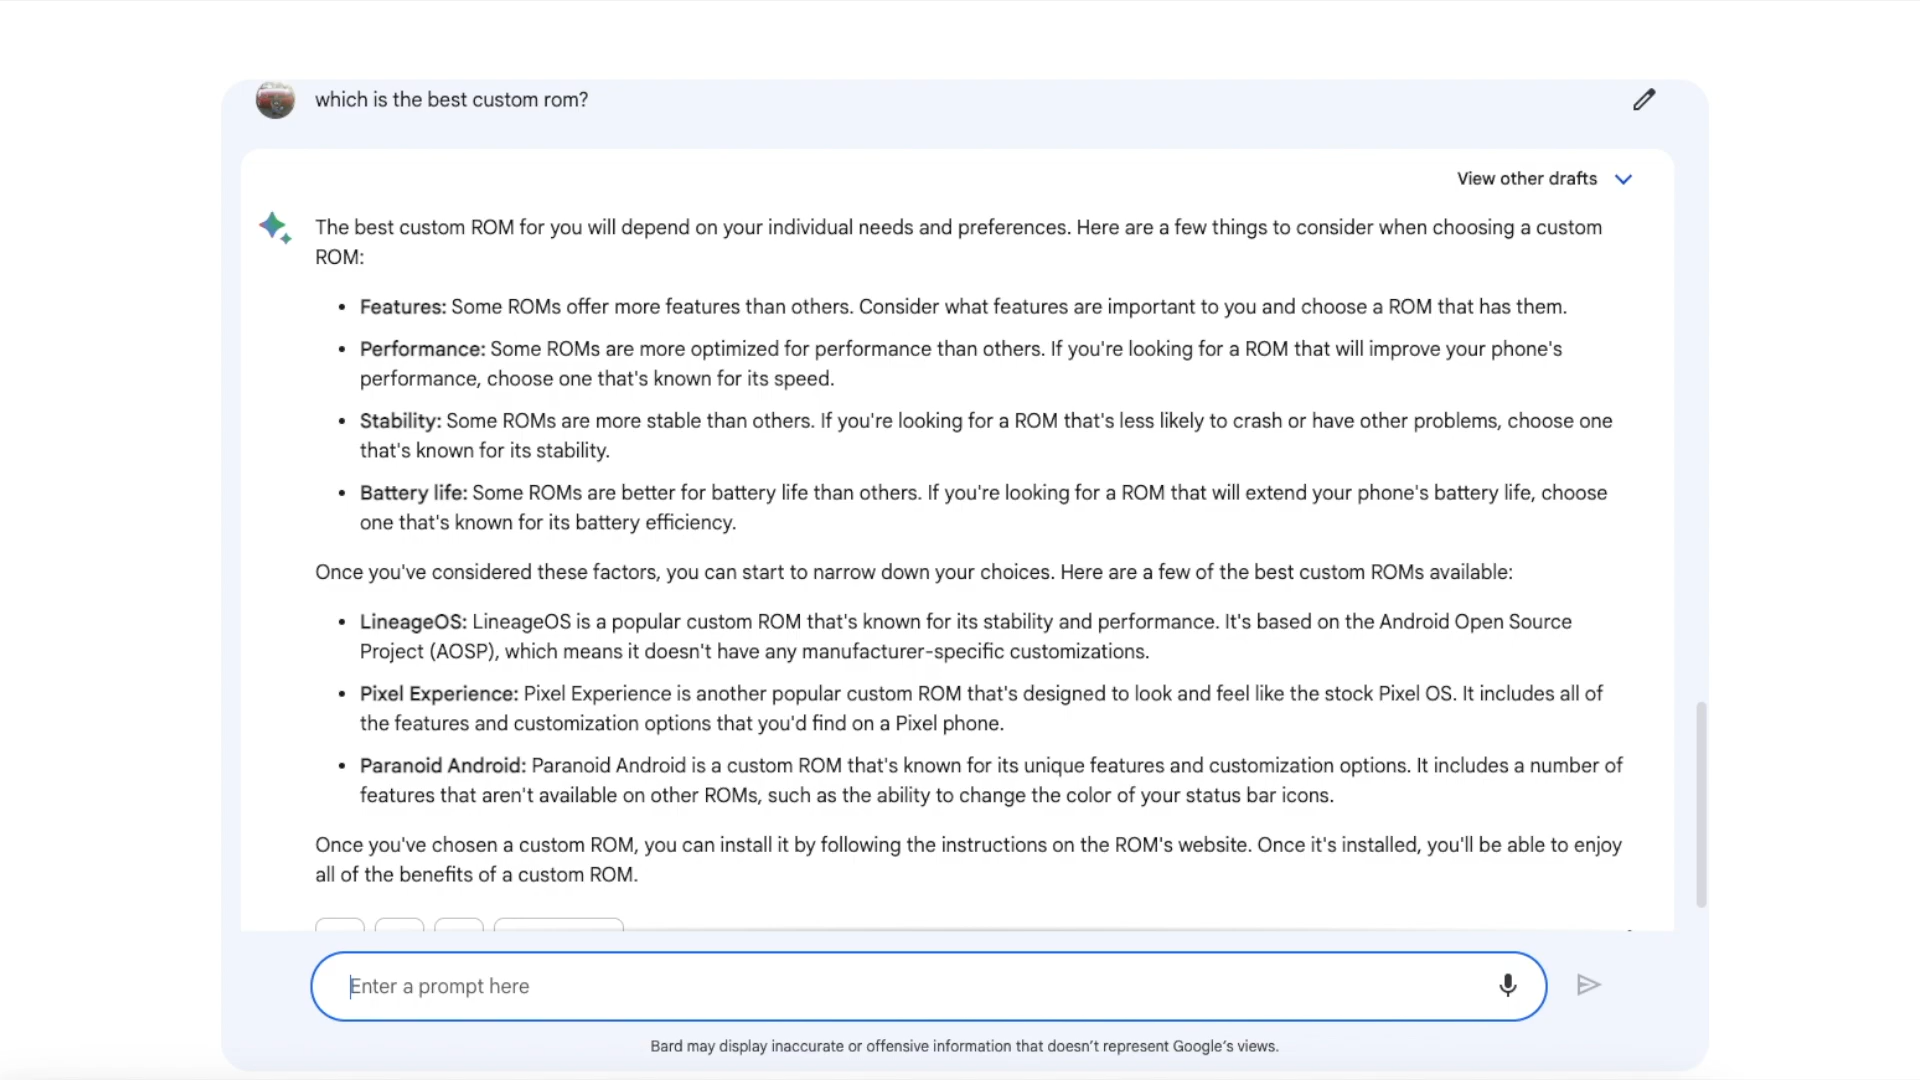 which is the best custom rom?
View other drafts
The best custom ROM for you will depend on your individual needs and preferences. Here are a few things to consider when choosing a custom
ROM:
• Features: Some ROMs offer more features than others. Consider what features are important to you and choose a ROM that has them.
• Performance: Some ROMs are more optimized for performance than others. If you're looking for a ROM that will improve your phone's
performance, choose one that's known for its speed.
• Stability: Some ROMs are more stable than others. If you're looking for a ROM that's less likely to crash or have other problems, choose one
that's known for its stability.
• Battery life: Some ROMs are better for battery life than others. If you're looking for a ROM that will extend your phone's battery life, choose
one that's known for its battery efficiency.
Once you've considered these factors, you can start to narrow down your choices. Here are a few of the best custom ROMs available:
• LineageOS: LineageOS is a popular custom ROM that's known for its stability and performance. It's based on the Android Open Source
Project (AOSP), which means it doesn't have any manufacturer-specific customizations.
• Pixel Experience: Pixel Experience is another popular custom ROM that's designed to look and feel like the stock Pixel OS. It includes all of
the features and customization options that you'd find on a Pixel phone.
• Paranoid Android: Paranoid Android is a custom ROM that's known for its unique features and customization options. It includes a number of
features that aren't available on other ROMs, such as the ability to change the color of your status bar icons.
Once you've chosen a custom ROM, you can install it by following the instructions on the ROM's website. Once it's installed, you'll be able to enjoy
all of the benefits of a custom ROM.
Enter a prompt here
Bard may display inaccurate or offensive information that doesn't represent Google's views.